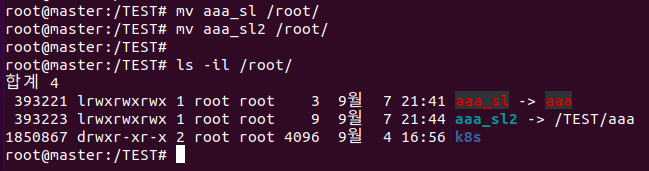 root@master:/TEST# mv aaa_sl /root/
root@master:/TEST# mv aaa_sl2 /root/
root@master:/TEST#
root@master:/TEST# ls -il /root/
합계 4
 393221 lrwxrwxrwx 1 root root    3  9월  7 21:41 aaa_sl -> aaa
 393223 lrwxrwxrwx 1 root root    9  9월  7 21:44 aaa_sl2 -> /TEST/aaa
1850867 drwxr-xr-x 2 root root 4096  9월  4 16:56 k8s
root@master:/TEST#